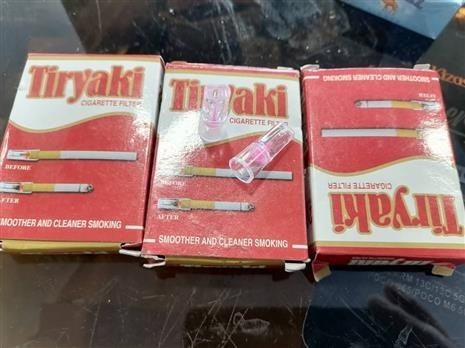 Tiryaki
CIGARETTE FILTER
BEFORE
AFTER
SMOOTHER AND CLEANER SMOKING
Tiryaki
CIGARETTE FILTER
BEFORE
AFTER
SMOOTHER AND CLEANER SMOKING
SMOOTHER AND CLEANER SMOKING
AFTER
CIGARETTE FILTER
Tiryaki